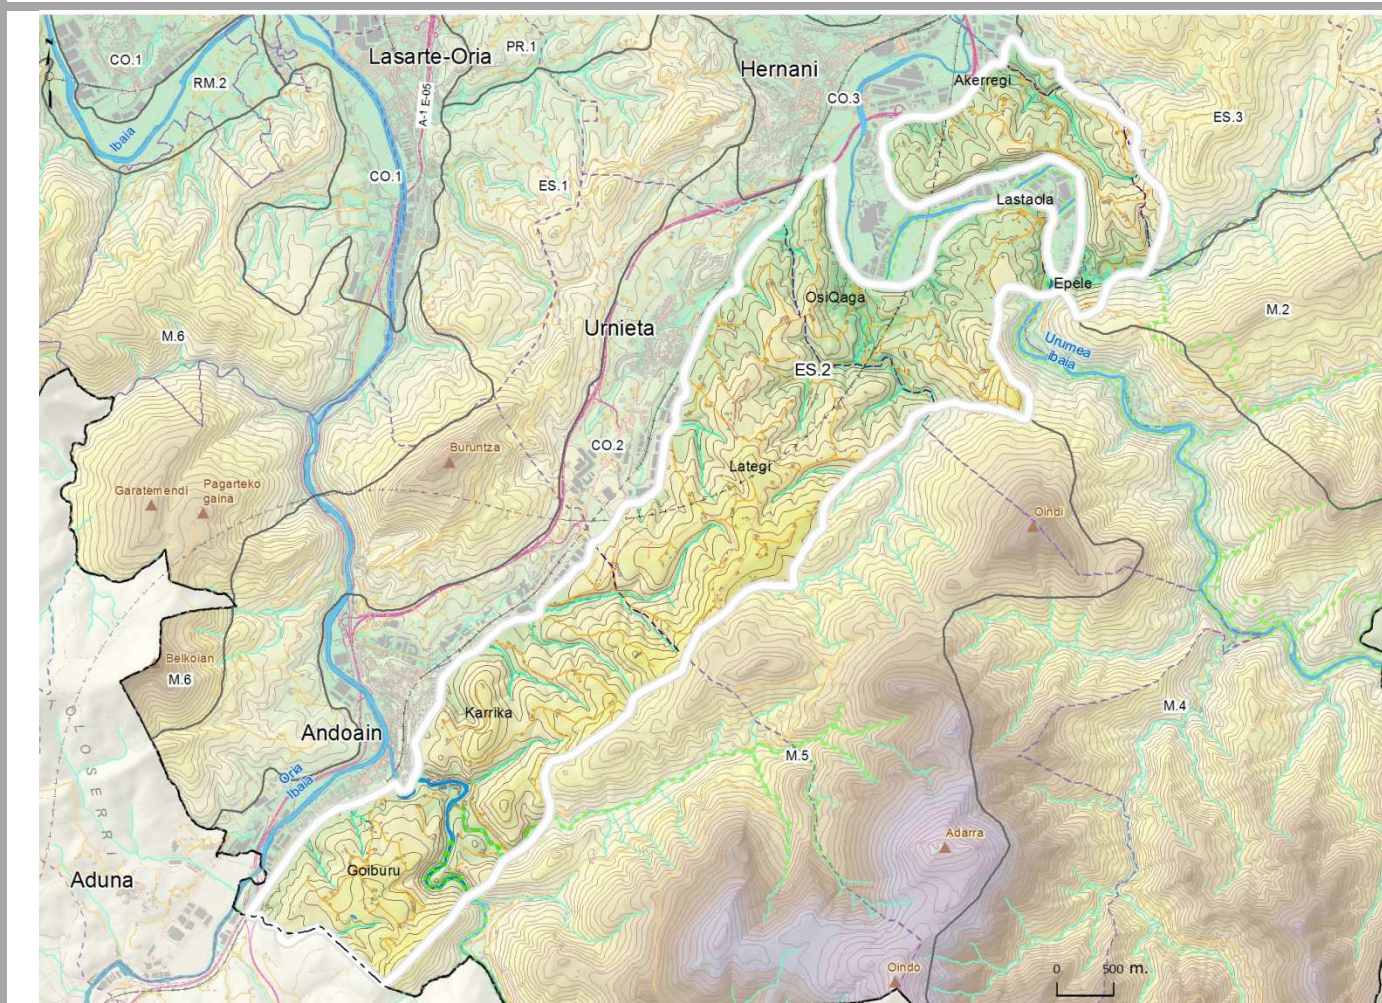 CO.1
RM.2
Ibaia
Lasarte-Oria
PR.1
A-1 E-05
Hernani
CO.3
Akerregi
ES.3
CO.1
ES.1
Lastaola
Epele
OsiQaga
M.2
Urumea
Ibaia
Urnieta
M.6
ES.2
Buruntza
CO.2
Lategi
Garatemendi
Pagarteko
gaina
Oindi
Belkoian
M.6
Karrika
M.4
Andoain
Oria
Ibaia
M.5
TOLOSERRI
Adarra
Goiburu
Aduna
Oindo
0 500 m.